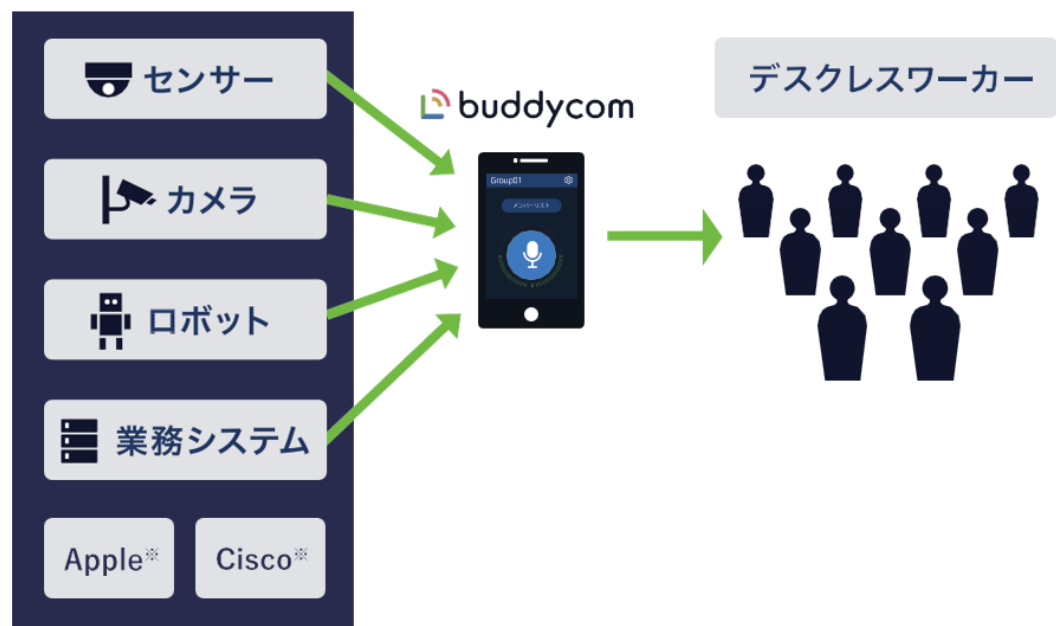 センサー
カメラ
ロボット
業務システム
Apple※
Cisco※
buddycom
Group01
メンバーリスト
デスクレスワーカー